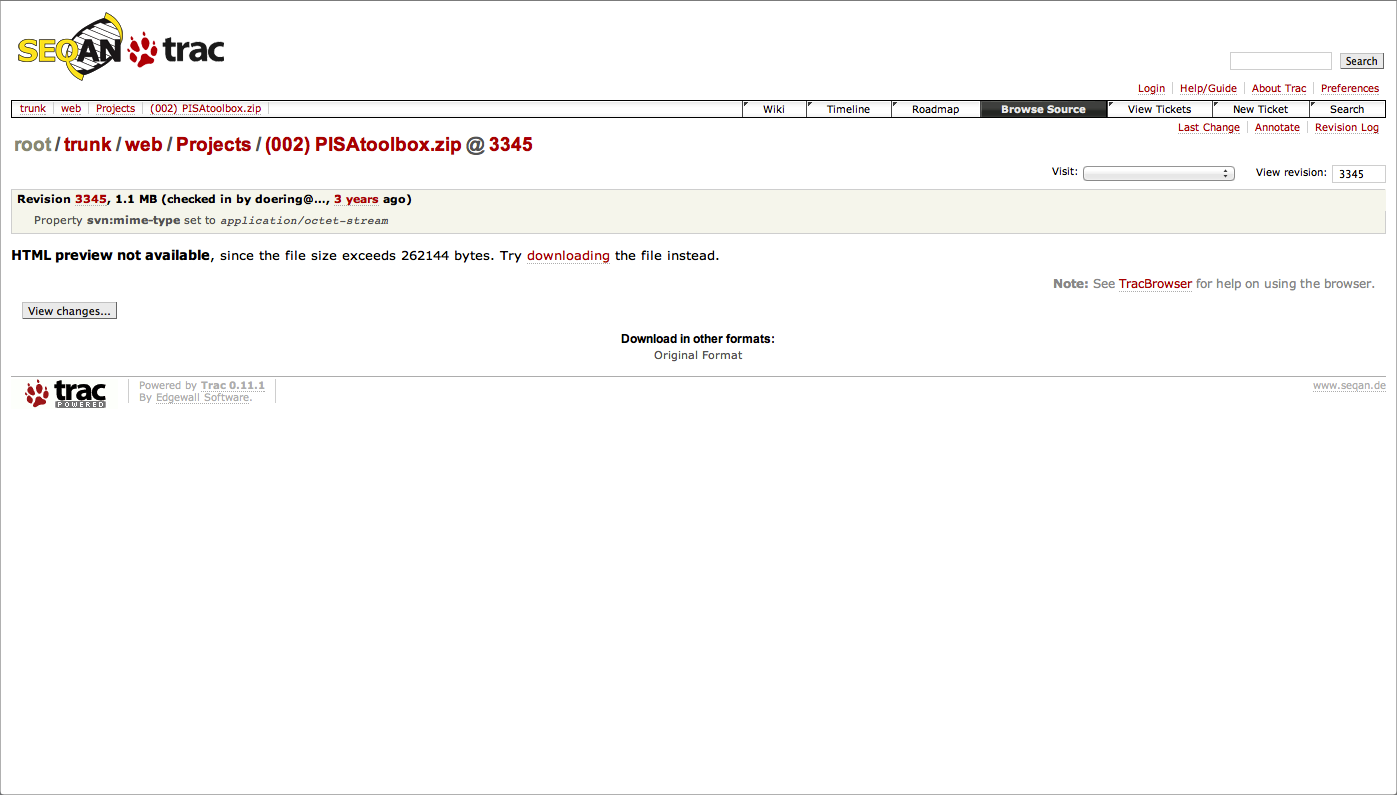 SEQAN trac
Search
Login Help/Guide About Trac Preferences
trunk web Projects (002) PISAtoolbox.zip Wiki Timeline Roadmap Browse Source View Tickets New Ticket Search
Last Change Annotate Revision Log
root / trunk / web / Projects / (002) PISAtoolbox.zip @ 3345
Visit: View revision: 3345
Revision 3345, 1.1 MB (checked in by doering@..., 3 years ago)
Property svn:mime-type set to application/octet-stream
HTML preview not available, since the file size exceeds 262144 bytes. Try downloading the file instead.
Note: See TracBrowser for help on using the browser.
View changes...
Download in other formats:
Original Format
trac POWERED
Powered by Trac 0.11.1
By Edgewall Software.
www.seqan.de